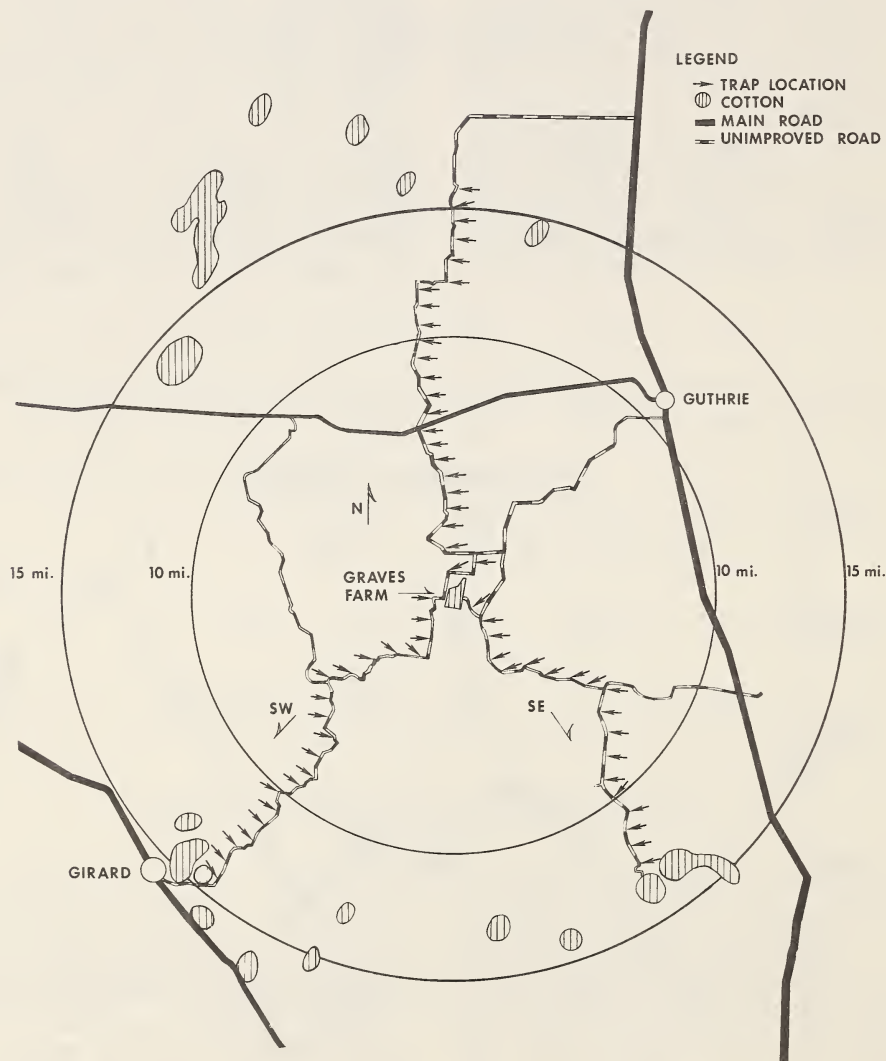 LEGEND
TRAP LOCATION
COTTON
MAIN ROAD
UNIMPROVED ROAD
GUTHRIE
N
15 mi.
10 mi.
GRAVES
FARM
10 mi.
15 mi.
SW
SE
GIRARD